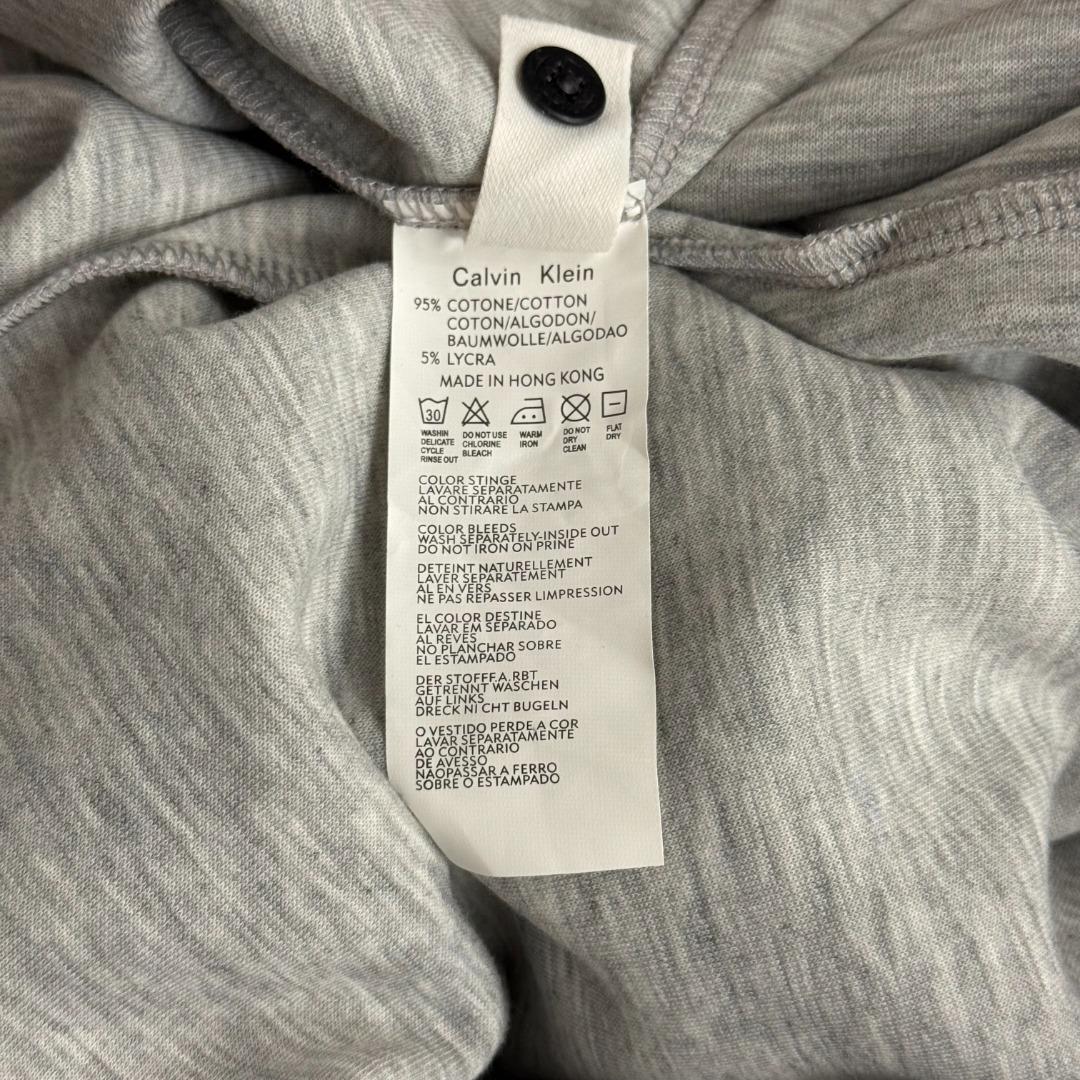 Calvin Klein
95% COTONE/COTTON
COTON/ALGODON/
BAUMWOLLE/ALGODAO
5% LYCRA
MADE IN HONG KONG
30
WASHIN
DELICATE
CYCLE
RINSE OUT
DO NOT USE
CHLORINE
BLEACH
WARM
IRON
DO NOT
DRY
CLEAN
FLAT
DRY
COLOR STINGE
LAVARE SEPARATAMENTE
AL CONTRARIO
NON STIRARE LA STAMPA
COLOR BLEEDS
WASH SEPARATELY-INSIDE OUT
DO NOT IRON ON PRINE
DETEINT NATURELLEMENT
LAVER SEPARATEMENT
AL EN VERS
NE PAS REPASSER LIMPRESSION
EL COLOR DESTINE
LAVAR EM SEPARADO
AL REVES
NO PLANCHAR SOBRE
EL ESTAMPADO
DER STOFFF.A.RBT
GETRENNT WASCHEN
AUF LINKS
DRECK NI CHT BUGELN
O VESTIDO PERDE A COR
LAVAR SEPARATAMENTE
AO CONTRARIO
DE AVESSO
NAOPASSAR A FERRO
SOBRE O ESTAMPADO